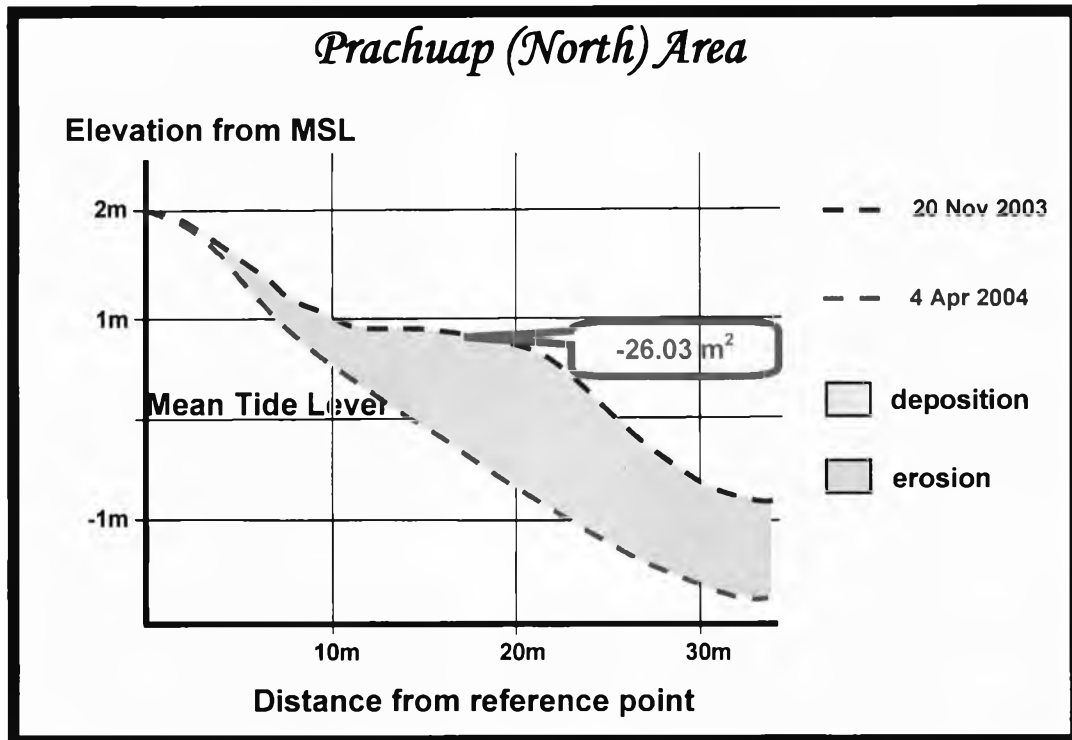 Prachuap (North) Area
Elevation from MSL
2m
1m
Mean Tide Level
-1m
10m
20m
30m
Distance from reference point
-26.03 m²
20 Nov 2003
4 Apr 2004
deposition
erosion